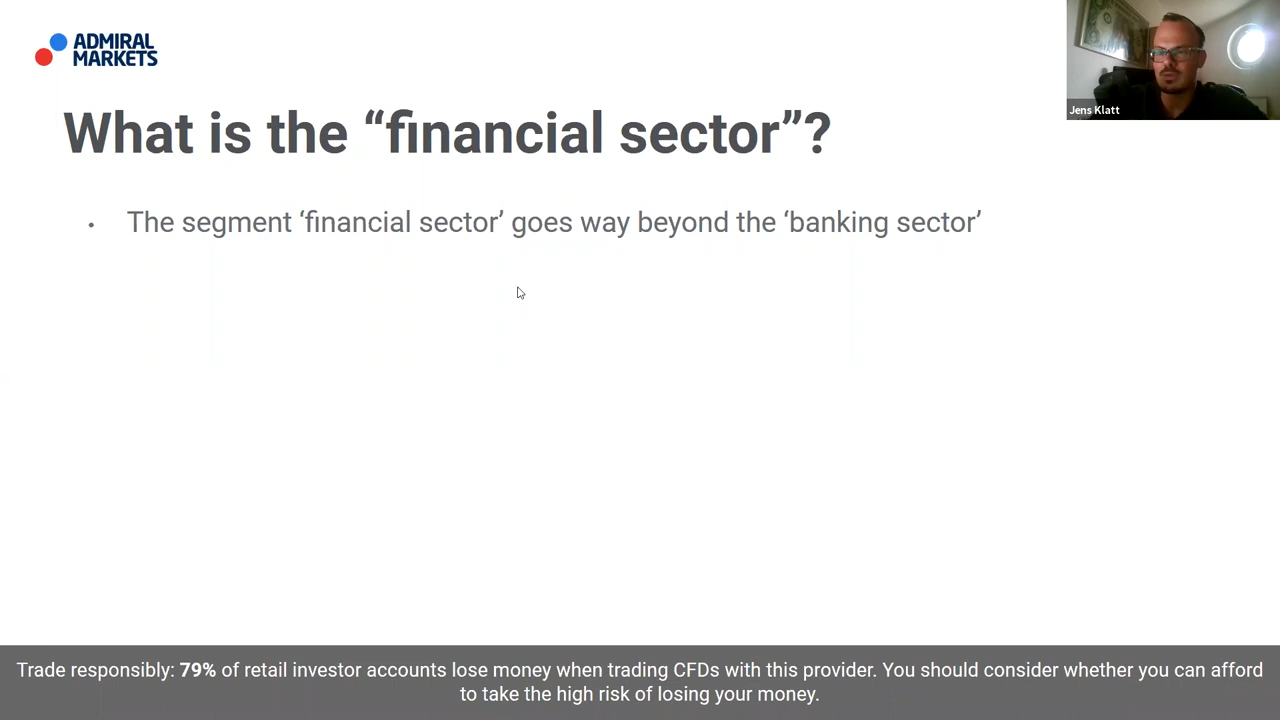 ADMIRAL
MARKETS
Jens Klatt
What is the “financial sector”?
• The segment ‘financial sector’ goes way beyond the ‘banking sector’
Trade responsibly: 79% of retail investor accounts lose money when trading CFDs with this provider. You should consider whether you can afford
to take the high risk of losing your money.